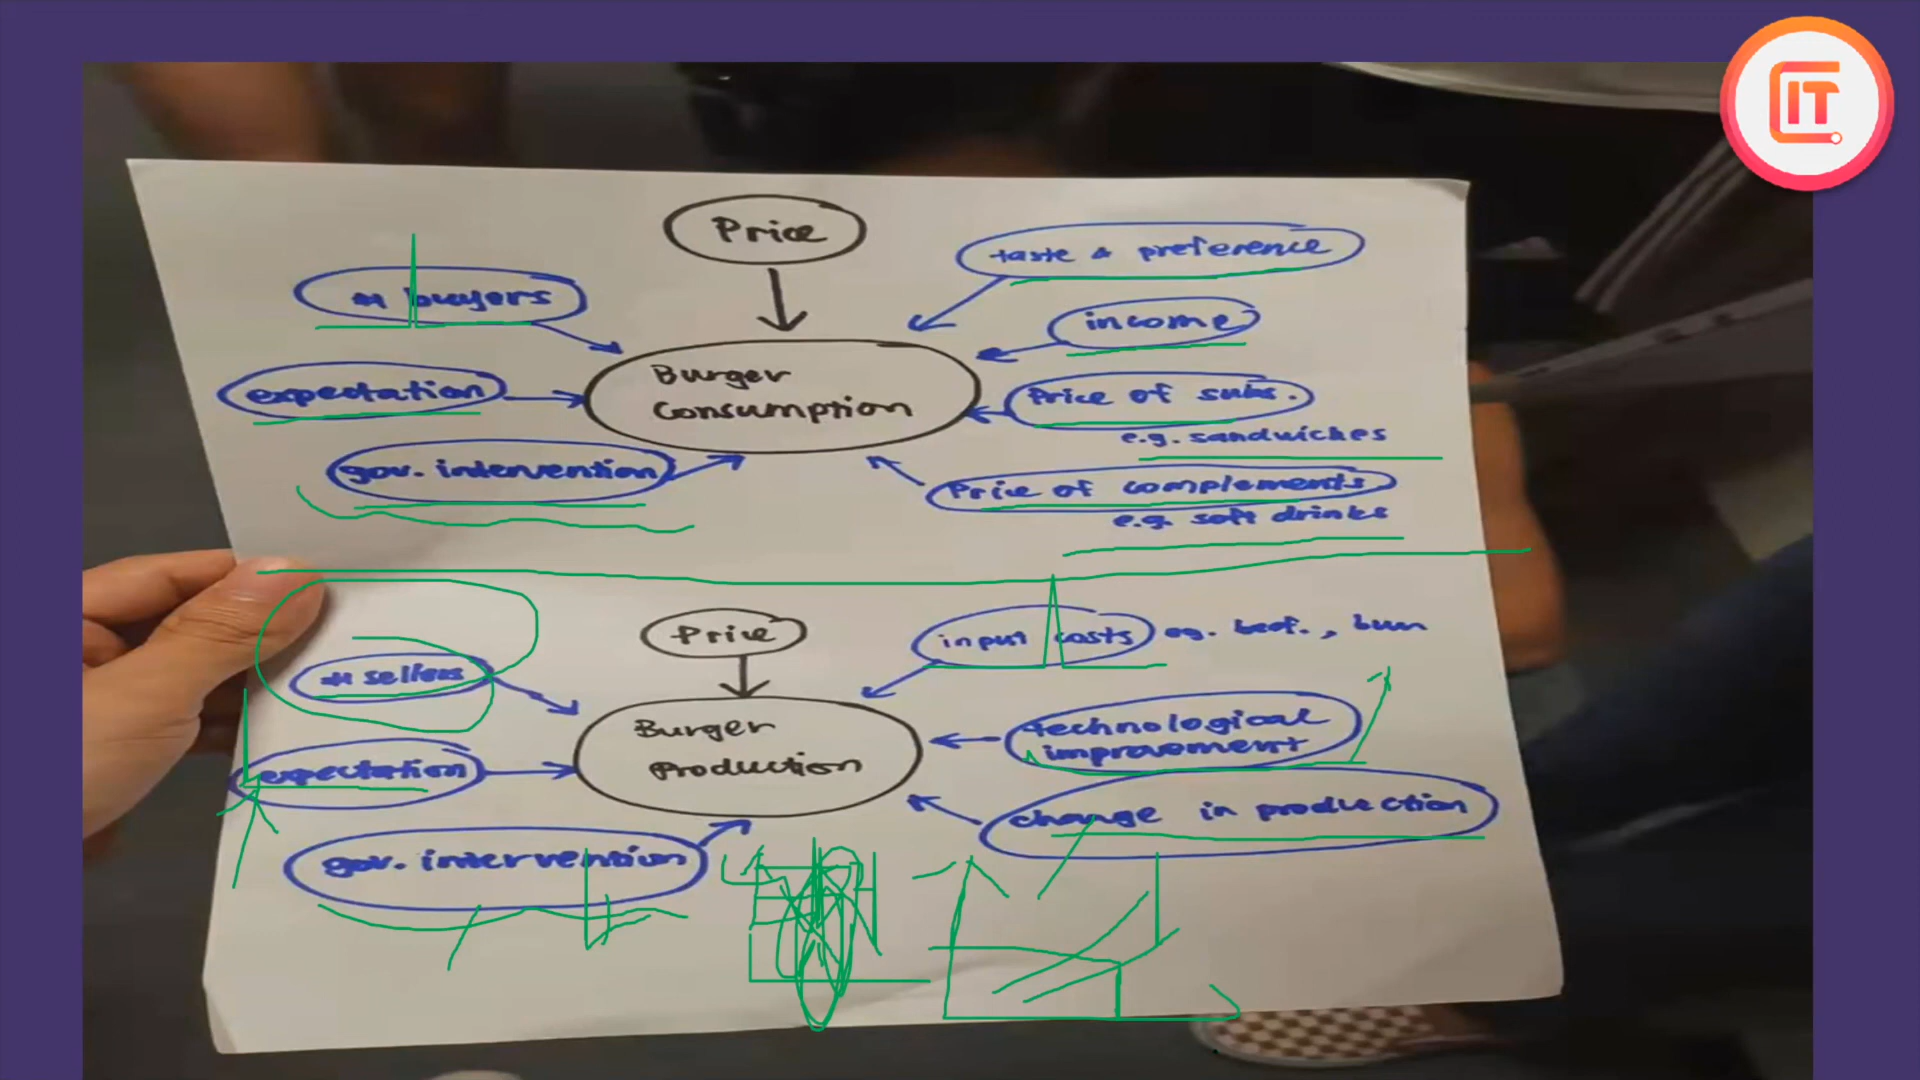 IT
Price
# buyers
taste & preference
income
expectation
Burger
Consumption
Price of subs.
e.g. sandwiches
gov. intervention
Price of complements
e.g. soft drinks
Price
input costs eg. beef., bun
# sellers
technological
improvement
Burger
Production
expectation
change in production
gov. intervention